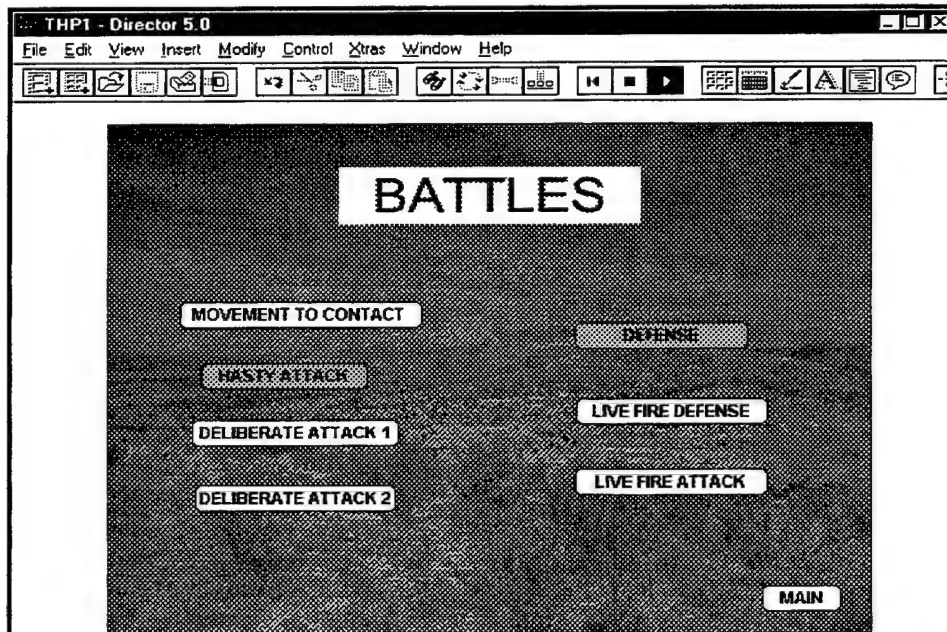 THP1 - Director 5.0
File Edit View Insert Modify Control Xtras Window Help
BATTLES
MOVEMENT TO CONTACT
HASTY ATTACK
DELIBERATE ATTACK 1
DELIBERATE ATTACK 2
DEFENSE
LIVE FIRE DEFENSE
LIVE FIRE ATTACK
MAIN